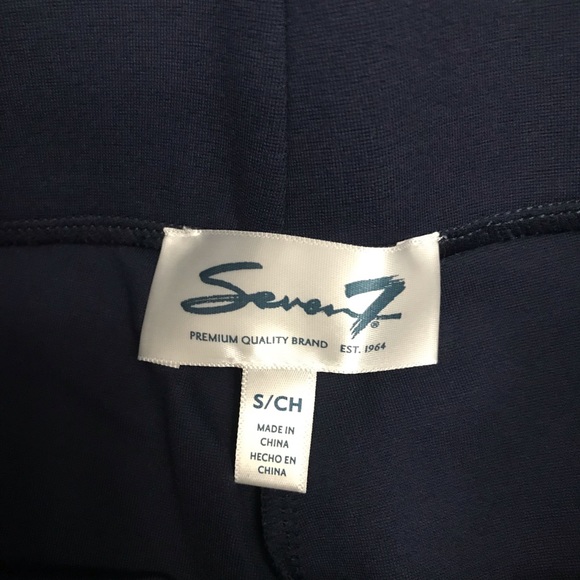 Seven7®
PREMIUM QUALITY BRAND EST. 1964
S/CH
MADE IN
CHINA
HECHO EN
CHINA